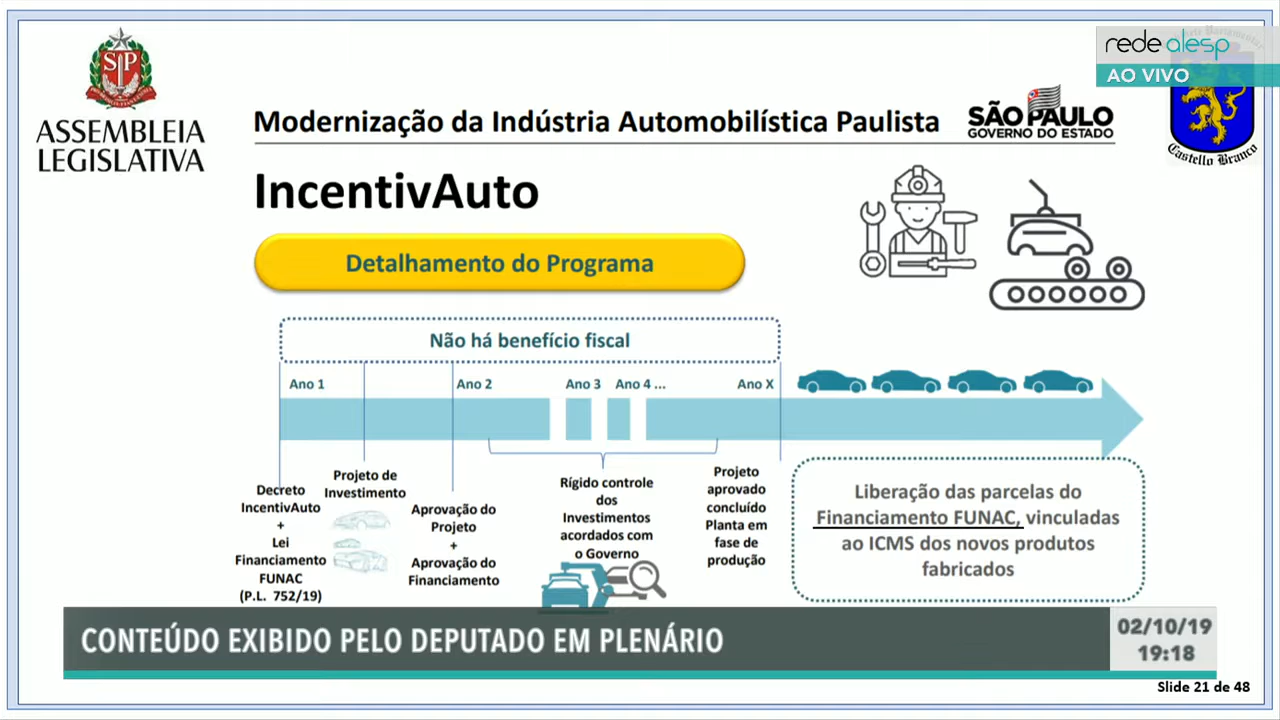 rede alesp
AO VIVO
SP
ASSEMBLEIA
LEGISLATIVA
Modernização da Indústria Automobilística Paulista
SÃO PAULO
GOVERNO DO ESTADO
Castello Branco
IncentivAuto
Detalhamento do Programa
Não há benefício fiscal
Ano 1
Ano 2
Ano 3
Ano 4 ...
Ano X
Decreto
IncentivAuto
+
Lei
Financiamento
FUNAC
(P.L. 752/19)
Projeto de
Investimento
Aprovação do
Projeto
+
Aprovação do
Financiamento
Rígido controle
dos
Investimentos
acordados com
o Governo
Projeto
aprovado
concluído
Planta em
fase de
produção
Liberação das parcelas do
Financiamento FUNAC, vinculadas
ao ICMS dos novos produtos
fabricados
CONTEÚDO EXIBIDO PELO DEPUTADO EM PLENÁRIO
02/10/19
19:18
Slide 21 de 48